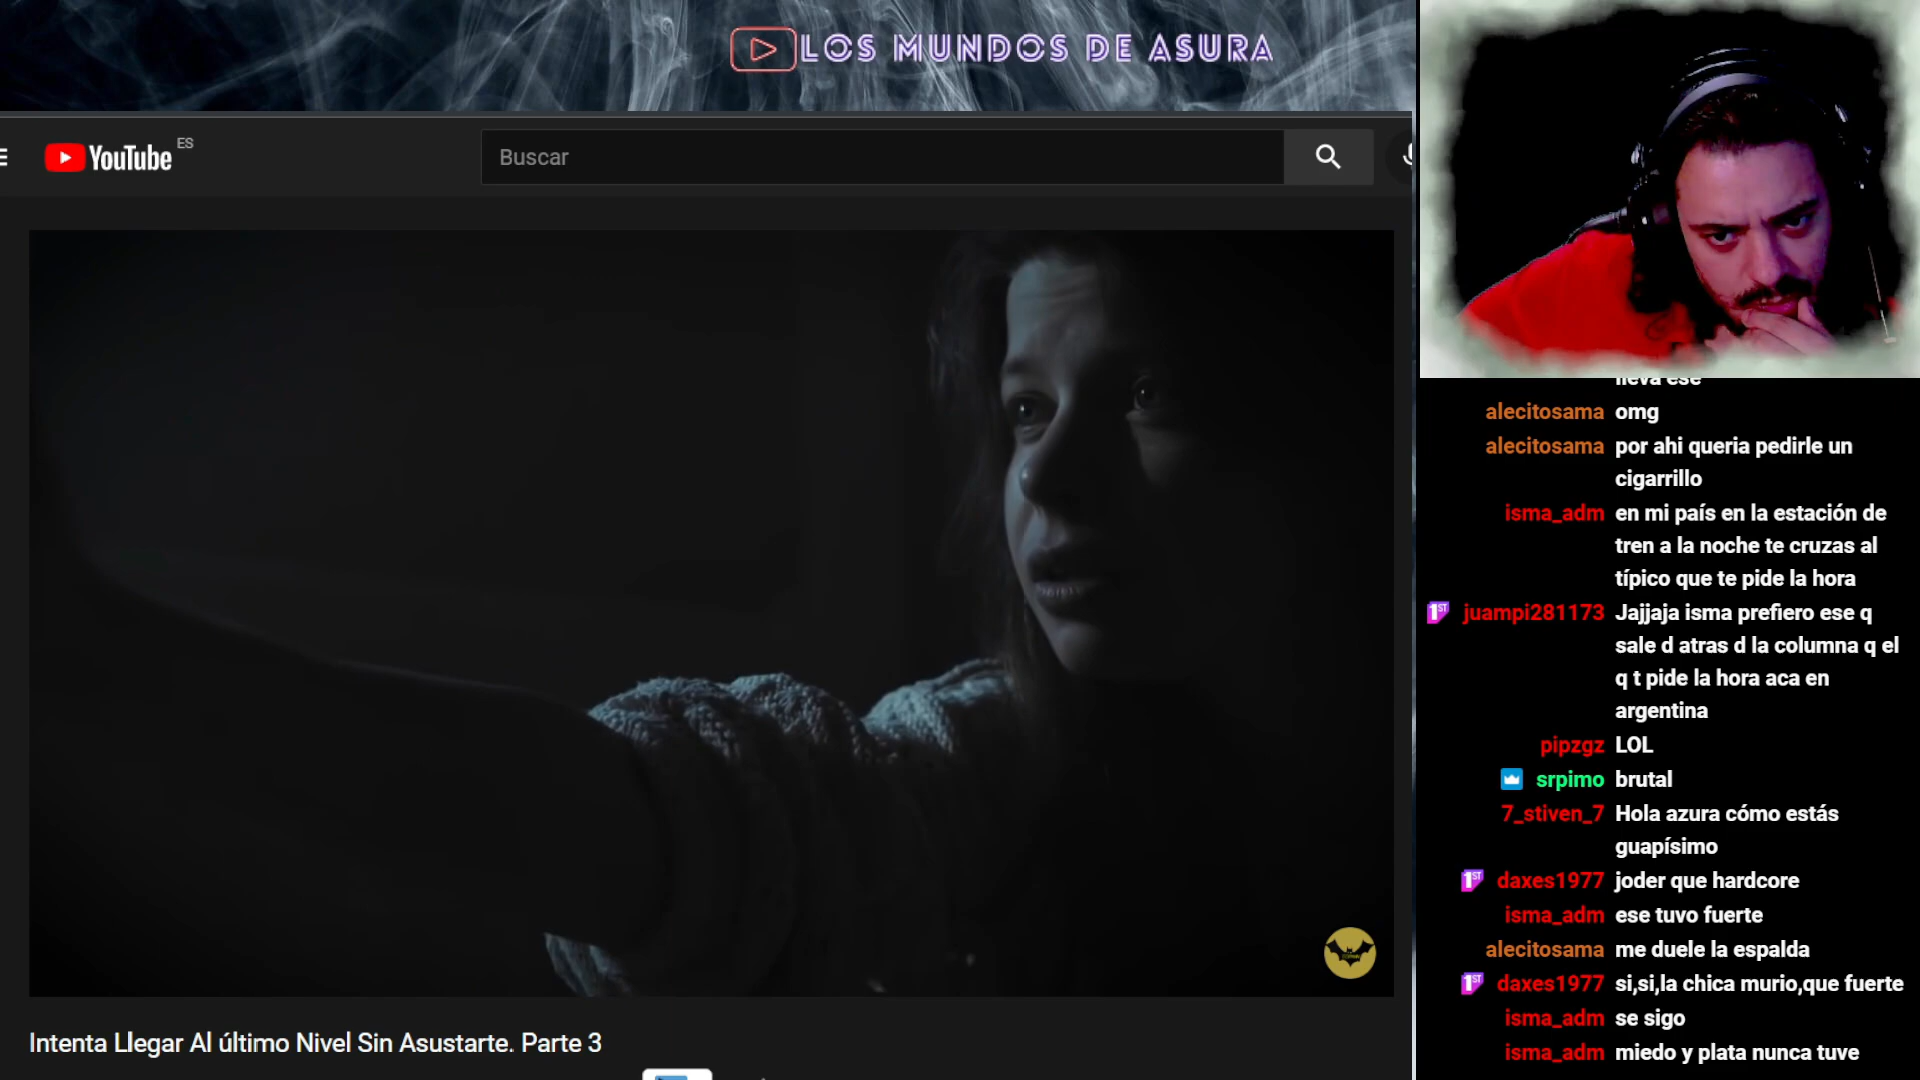 LOS MUNDOS DE ASURA
YouTube ES
Buscar
Intenta Llegar Al último Nivel Sin Asustarte. Parte 3
lleva ese
alecitosama omg
alecitosama por ahi queria pedirle un
cigarrillo
isma_adm en mi país en la estación de
tren a la noche te cruzas al
típico que te pide la hora
1ST juampi281173 Jajjaja isma prefiero ese q
sale d atras d la columna q el
q t pide la hora aca en
argentina
pipzgz LOL
srpimo brutal
7_stiven_7 Hola azura cómo estás
guapísimo
1ST daxes1977 joder que hardcore
isma_adm ese tuvo fuerte
alecitosama me duele la espalda
1ST daxes1977 si,si,la chica murio,que fuerte
isma_adm se sigo
isma_adm miedo y plata nunca tuve